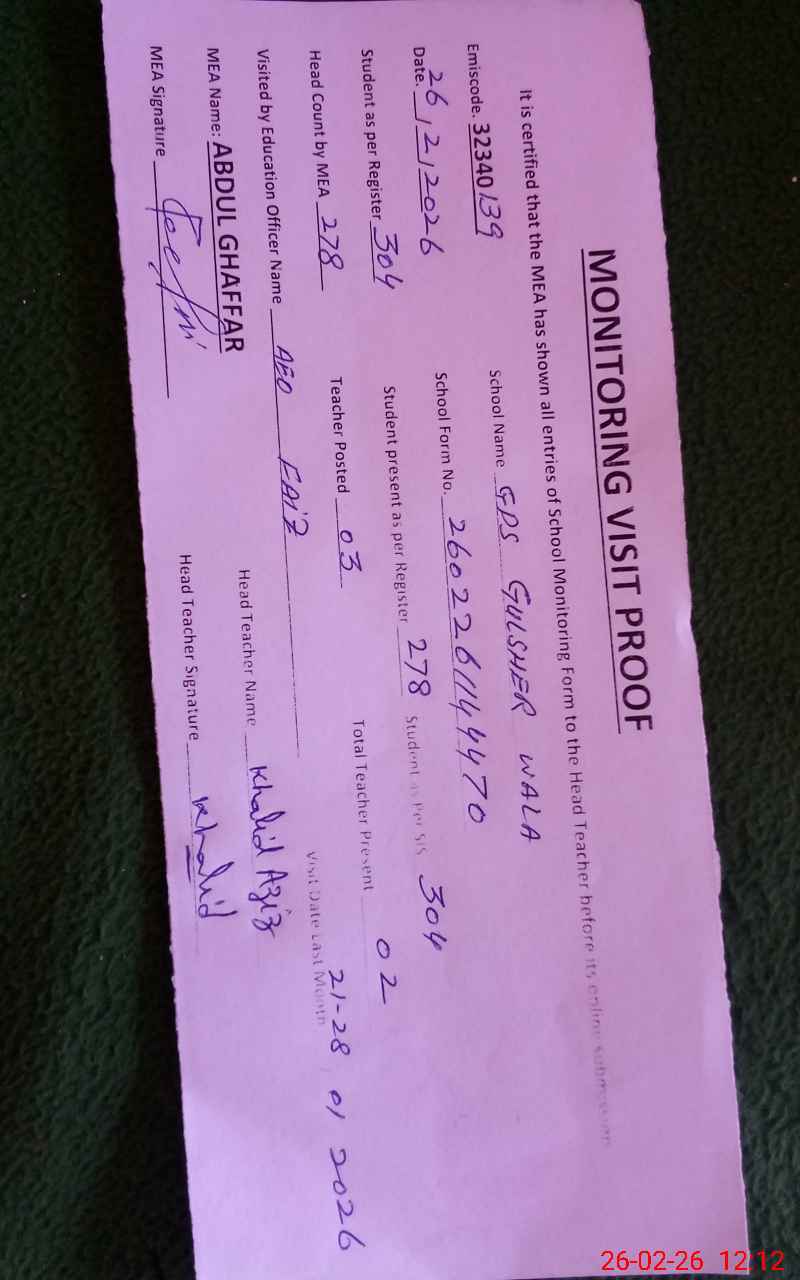 MONITORING VISIT PROOF
It is certified that the MEA has shown all entries of School Monitoring Form to the Head Teacher before its online submission
Emiscode. 32340139 School Name GPS GULSHER WALA
Date. 26/2/2026 School Form No. 260226114470
Student as per Register 304 Student present as per Register 278 Student as Per SIS 304
Head Count by MEA 278 Teacher Posted 03 Total Teacher Present 02
Visited by Education Officer Name AEO FAIZ Visit Date Last Month 21-28 01 2026
MEA Name: ABDUL GHAFFAR Head Teacher Name Khalid Aziz
MEA Signature Head Teacher Signature Khalid
26-02-26 12:12